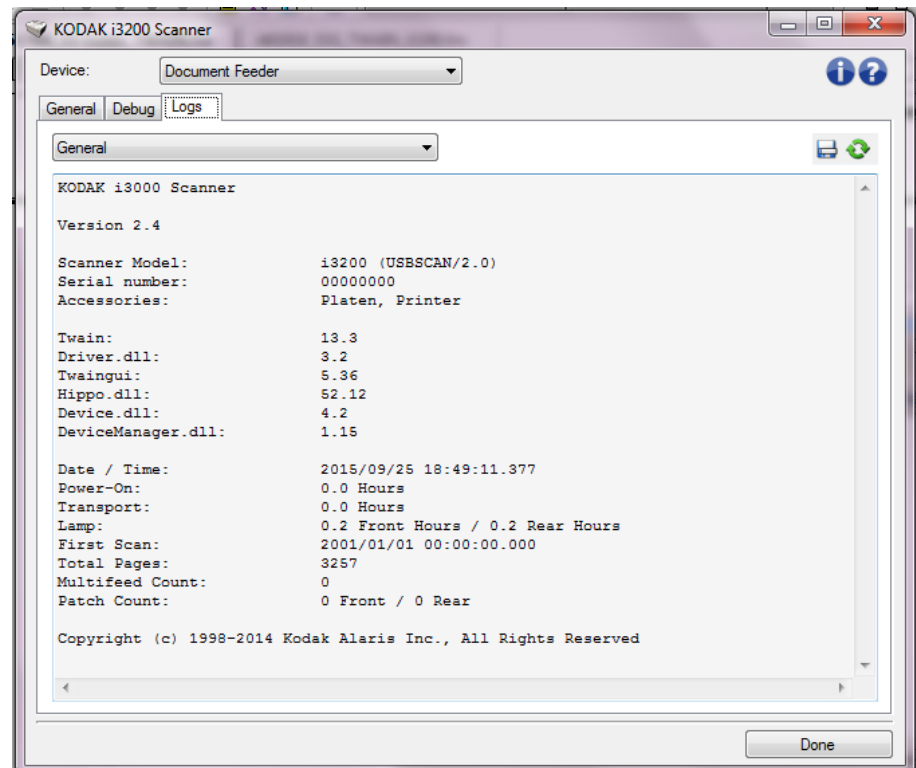 KODAK i3200 Scanner
Device: Document Feeder
General Debug Logs
General
KODAK i3000 Scanner
Version 2.4
Scanner Model: i3200 (USBSCAN/2.0)
Serial number: 00000000
Accessories: Platen, Printer
Twain: 13.3
Driver.dll: 3.2
Twaingui: 5.36
Hippo.dll: 52.12
Device.dll: 4.2
DeviceManager.dll: 1.15
Date / Time: 2015/09/25 18:49:11.377
Power-On: 0.0 Hours
Transport: 0.0 Hours
Lamp: 0.2 Front Hours / 0.2 Rear Hours
First Scan: 2001/01/01 00:00:00.000
Total Pages: 3257
Multifeed Count: 0
Patch Count: 0 Front / 0 Rear
Copyright (c) 1998-2014 Kodak Alaris Inc., All Rights Reserved
Done